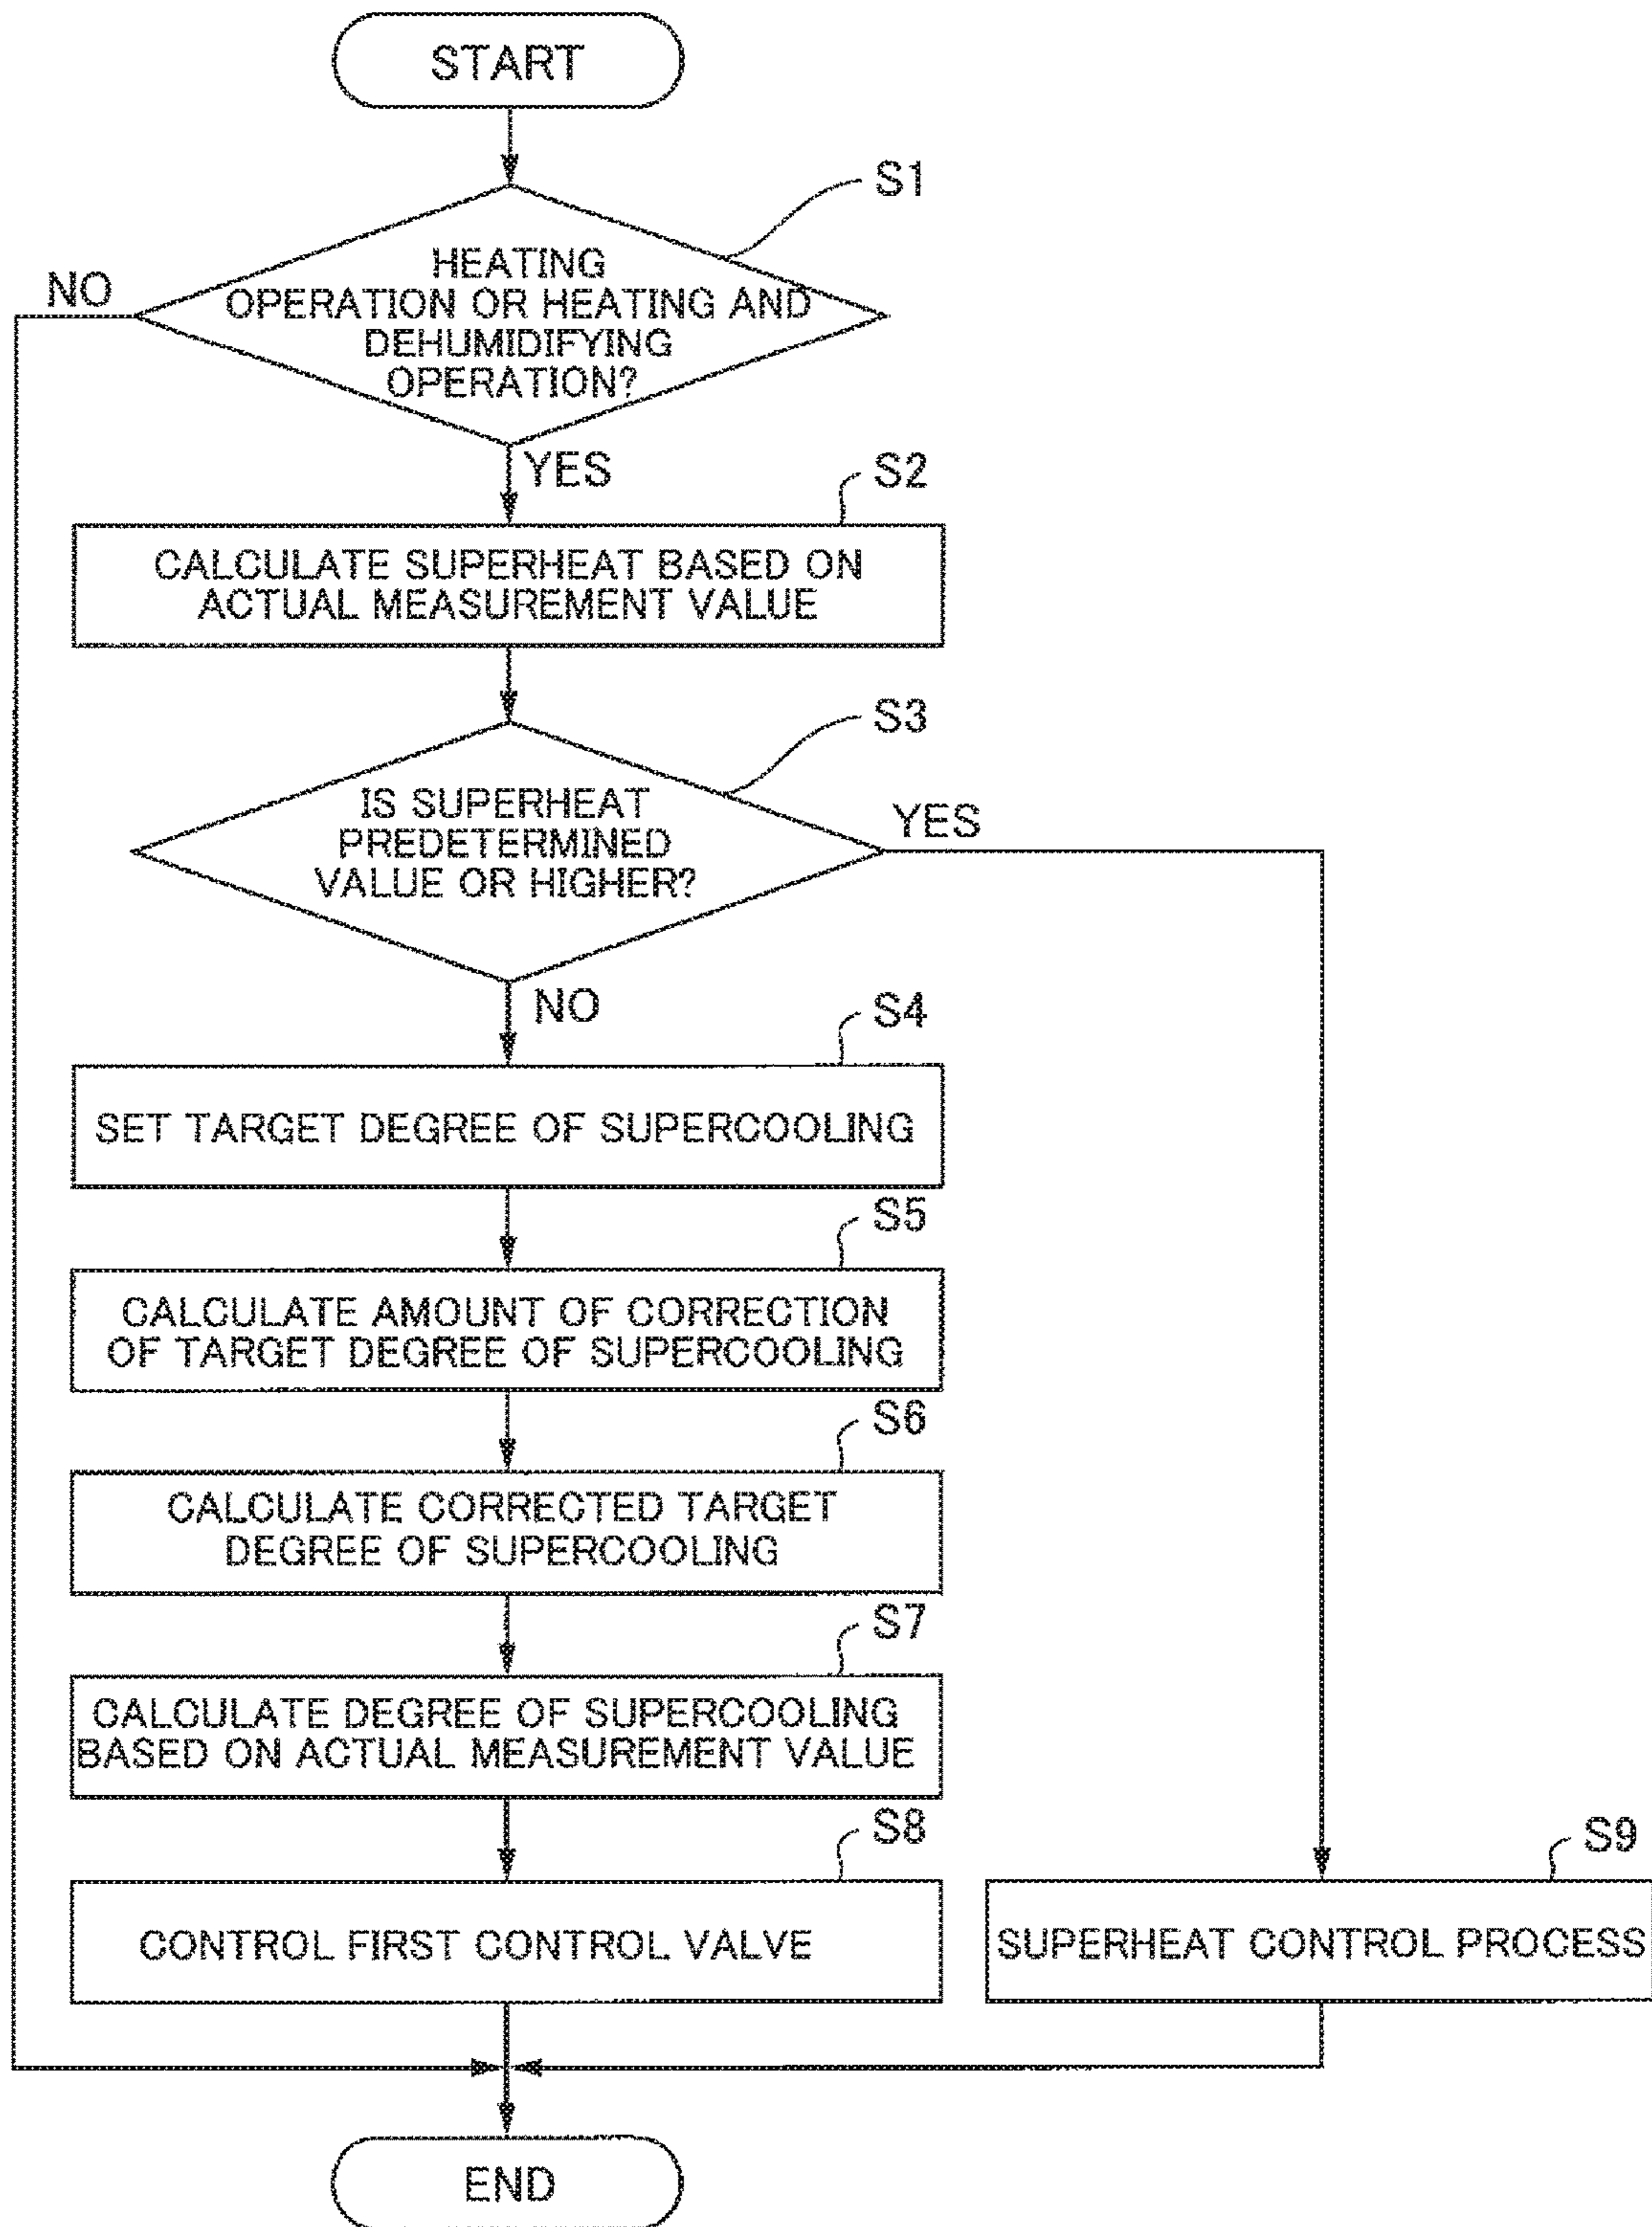 START
S1
HEATING
OPERATION OR HEATING AND
DEHUMIDIFYING
OPERATION?
NO
YES
S2
CALCULATE SUPERHEAT BASED ON
ACTUAL MEASUREMENT VALUE
S3
IS SUPERHEAT
PREDETERMINED
VALUE OR HIGHER?
YES
NO
S4
SET TARGET DEGREE OF SUPERCOOLING
S5
CALCULATE AMOUNT OF CORRECTION
OF TARGET DEGREE OF SUPERCOOLING
S6
CALCULATE CORRECTED TARGET
DEGREE OF SUPERCOOLING
S7
CALCULATE DEGREE OF SUPERCOOLING
BASED ON ACTUAL MEASUREMENT VALUE
S8
CONTROL FIRST CONTROL VALVE
S9
SUPERHEAT CONTROL PROCESS
END